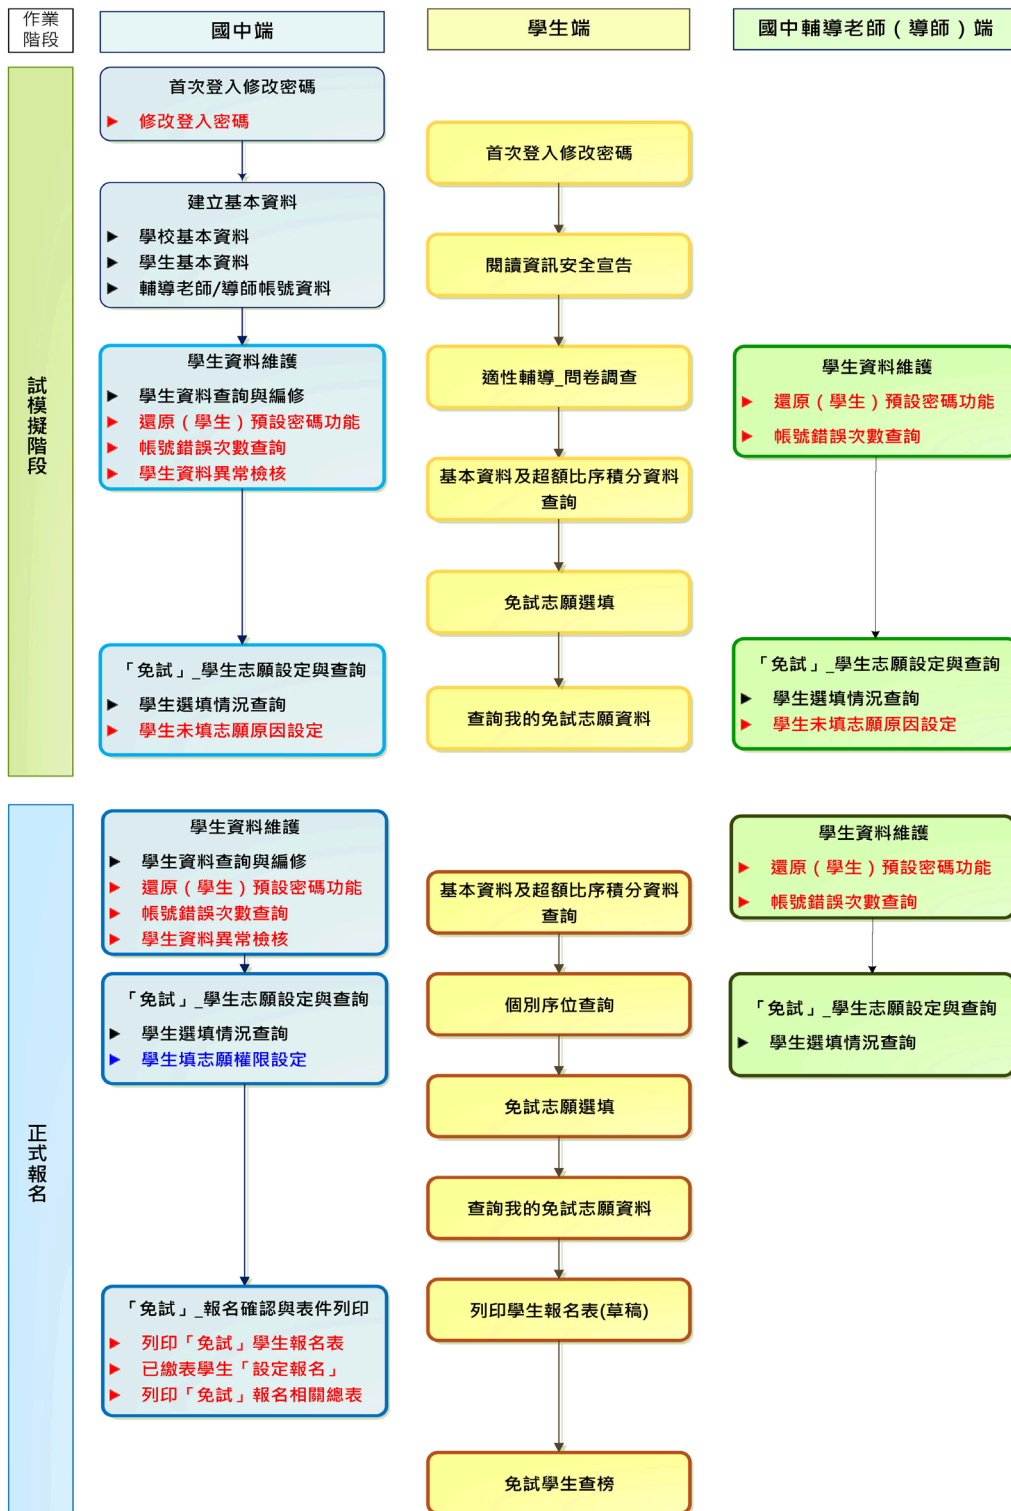 作業
階段
國中端
學生端
國中輔導老師（導師）端
試模擬階段
首次登入修改密碼
修改登入密碼
建立基本資料
學校基本資料
學生基本資料
輔導老師/導師帳號資料
學生資料維護
學生資料查詢與編修
還原（學生）預設密碼功能
帳號錯誤次數查詢
學生資料異常檢核
「免試」_學生志願設定與查詢
學生選填情況查詢
學生未填志願原因設定
首次登入修改密碼
閱讀資訊安全宣告
適性輔導_問卷調查
基本資料及超額比序積分資料
查詢
免試志願選填
查詢我的免試志願資料
學生資料維護
還原（學生）預設密碼功能
帳號錯誤次數查詢
「免試」_學生志願設定與查詢
學生選填情況查詢
學生未填志願原因設定
正式報名
學生資料維護
學生資料查詢與編修
還原（學生）預設密碼功能
帳號錯誤次數查詢
學生資料異常檢核
「免試」_學生志願設定與查詢
學生選填情況查詢
學生填志願權限設定
「免試」_報名確認與表件列印
列印「免試」學生報名表
已繳表學生「設定報名」
列印「免試」報名相關總表
基本資料及超額比序積分資料
查詢
個別序位查詢
免試志願選填
查詢我的免試志願資料
列印學生報名表(草稿)
免試學生查榜
學生資料維護
還原（學生）預設密碼功能
帳號錯誤次數查詢
「免試」_學生志願設定與查詢
學生選填情況查詢